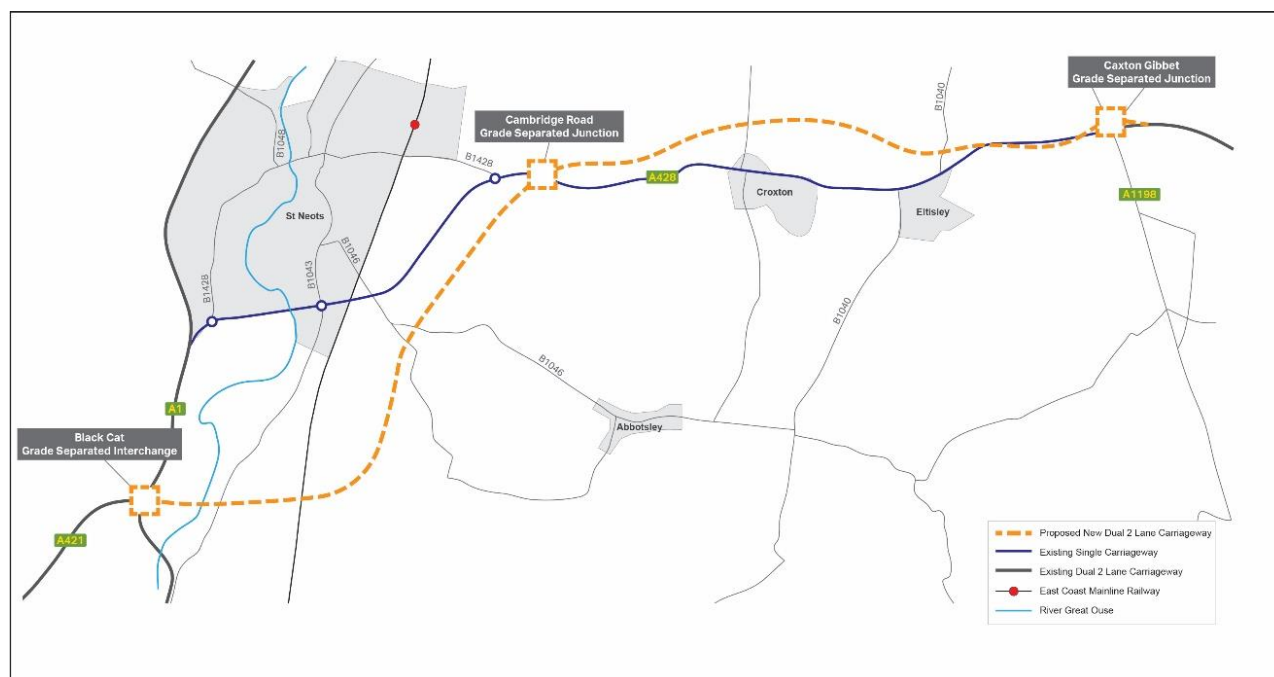 Caxton Gibbet
Grade Separated Junction
Cambridge Road
Grade Separated Junction
B1040
B1048
B1428
A428
A1198
Croxton
Eltisley
St Neots
B1046
B1043
B1428
B1040
B1046
A1
Abbotsley
Black Cat
Grade Separated Interchange
A421
Proposed New Dual 2 Lane Carriageway
Existing Single Carriageway
Existing Dual 2 Lane Carriageway
East Coast Mainline Railway
River Great Ouse